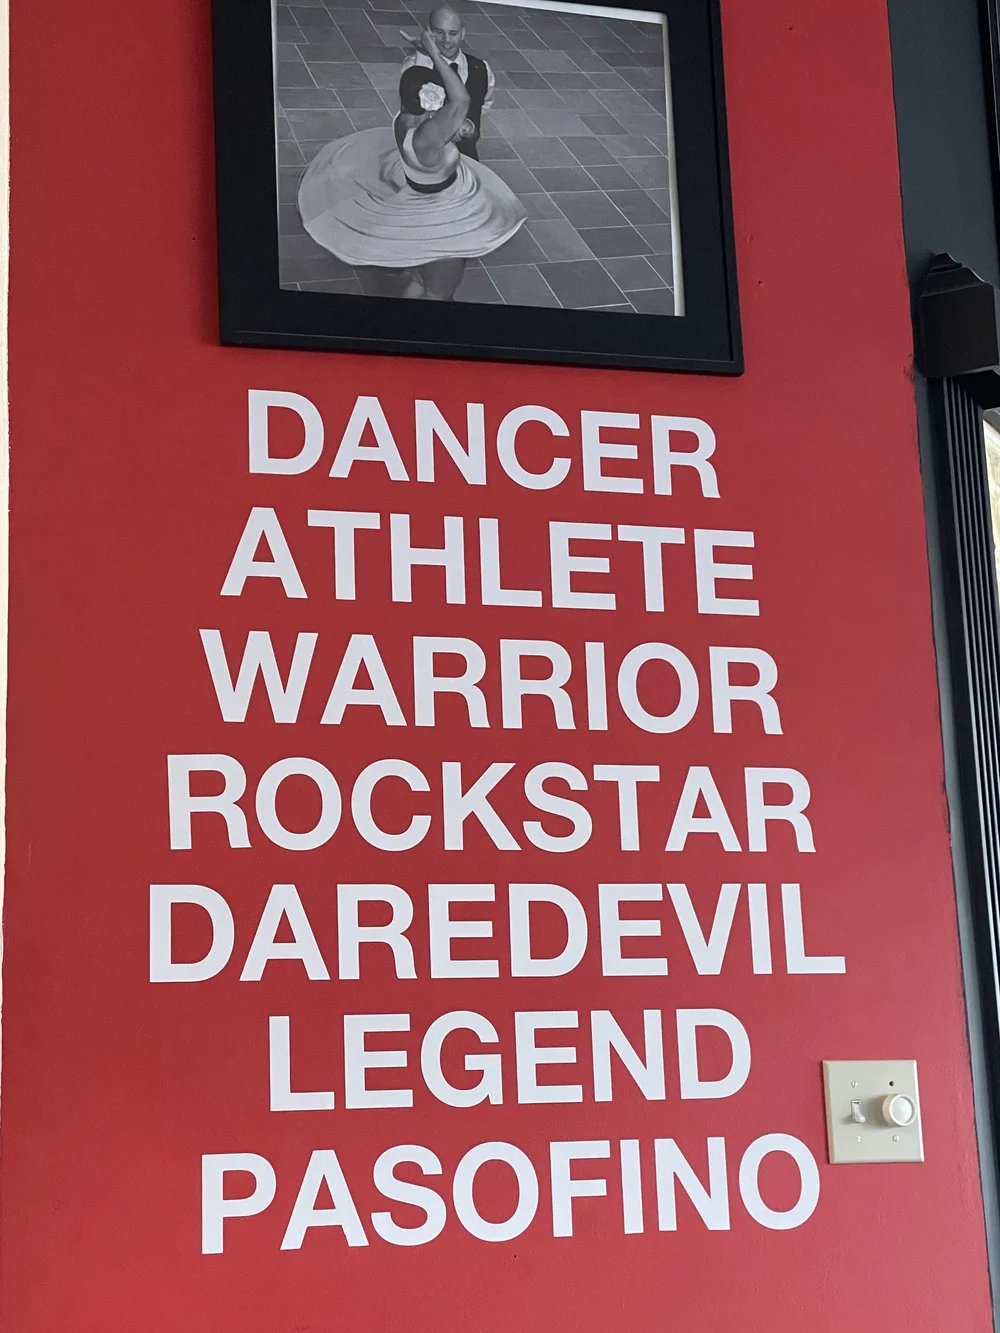 DANCER
ATHLETE
WARRIOR
ROCKSTAR
DAREDEVIL
LEGEND
PASOFINO